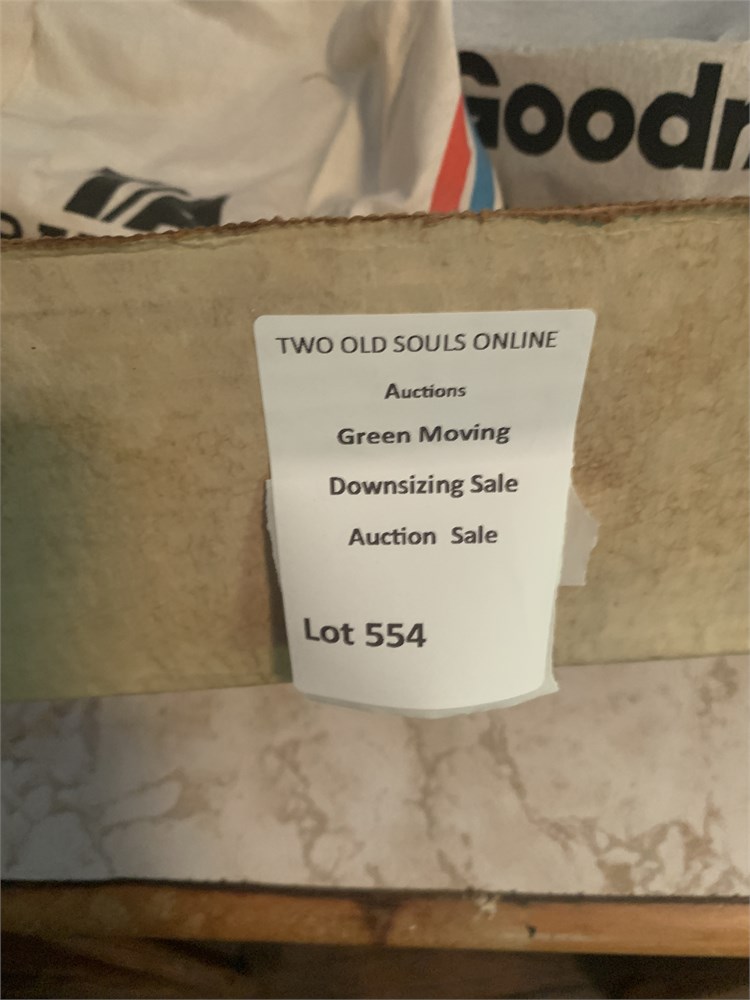 Goodr
TWO OLD SOULS ONLINE
Auctions
Green Moving
Downsizing Sale
Auction Sale
Lot 554